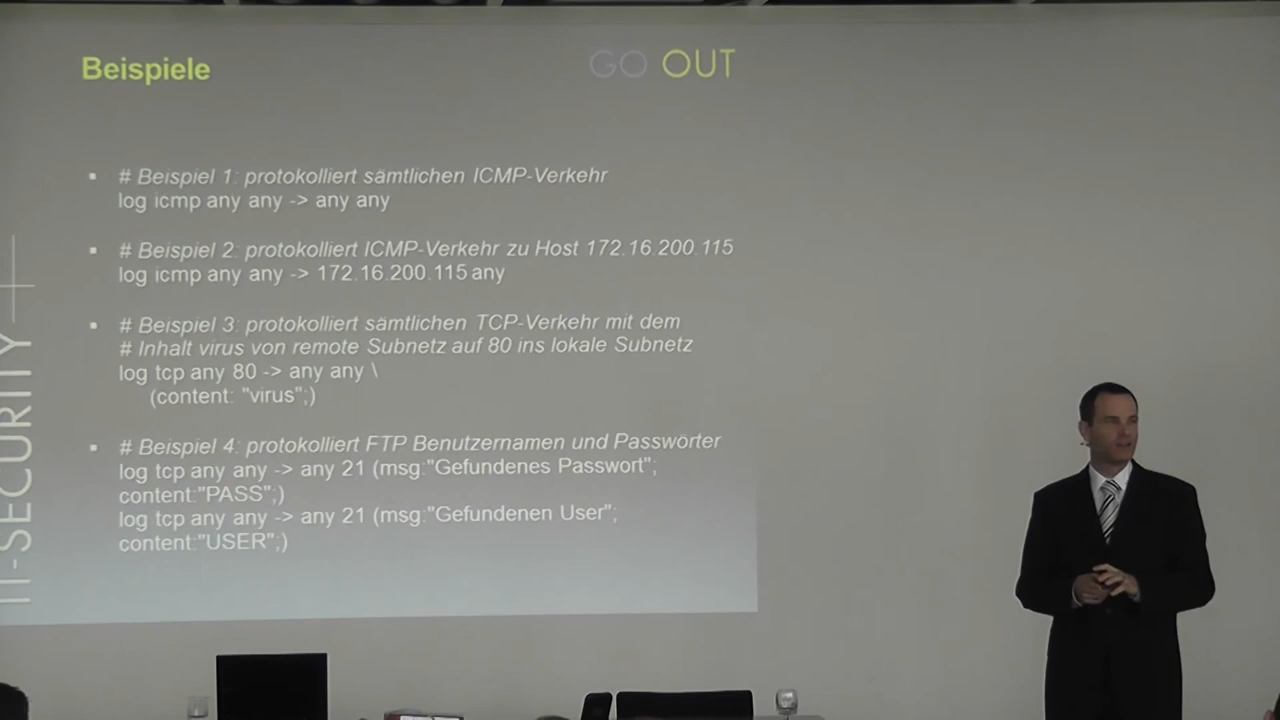 Beispiele
GO OUT
# Beispiel 1: protokolliert sämtlichen ICMP-Verkehr
log icmp any any -> any any
# Beispiel 2: protokolliert ICMP-Verkehr zu Host 172.16.200.115
log icmp any any -> 172.16.200.115 any
# Beispiel 3: protokolliert sämtlichen TCP-Verkehr mit dem
# Inhalt virus von remote Subnetz auf 80 ins lokale Subnetz
log tcp any 80 -> any any \
(content: "virus";)
# Beispiel 4: protokolliert FTP Benutzernamen und Passwörter
log tcp any any -> any 21 (msg:"Gefundenes Passwort";
content:"PASS";)
log tcp any any -> any 21 (msg:"Gefundenen User";
content:"USER";)
IT-SECURITY